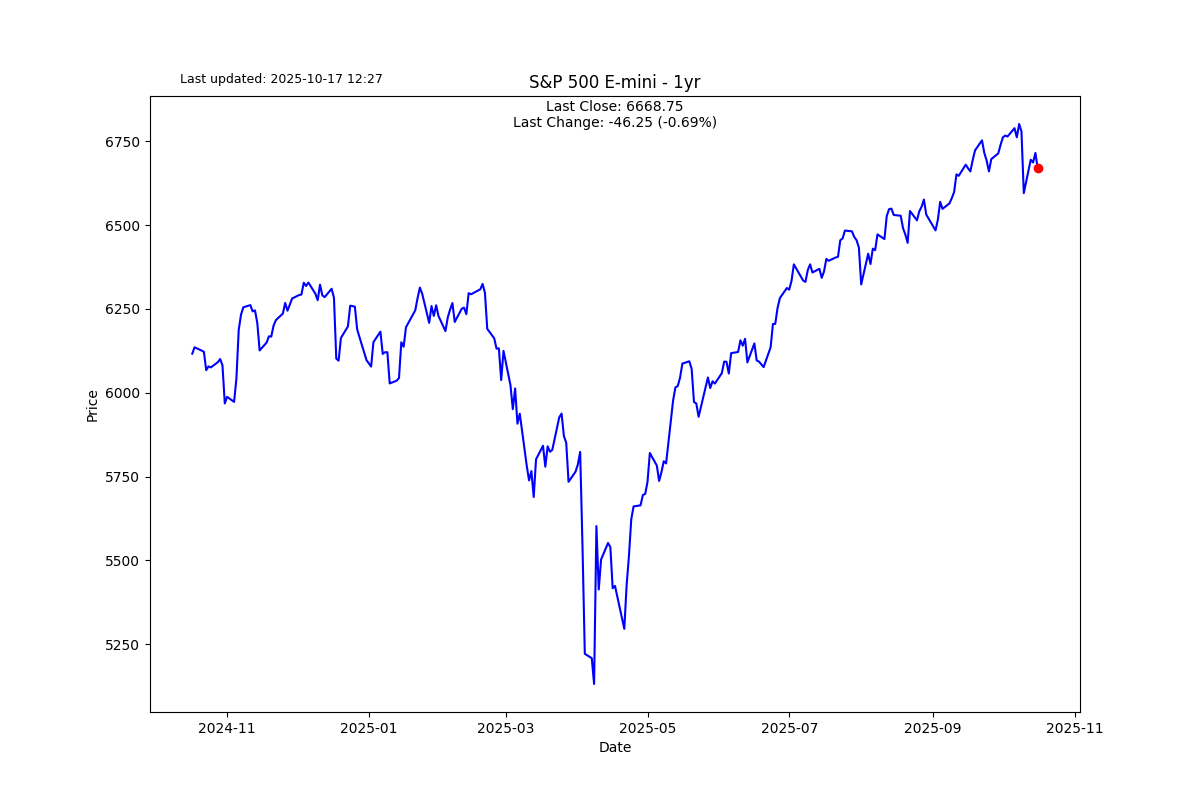 Last updated: 2025-10-17 12:27
S&P 500 E-mini - 1yr
Last Close: 6668.75
Last Change: -46.25 (-0.69%)
Price
6750
6500
6250
6000
5750
5500
5250
2024-11
2025-01
2025-03
2025-05
2025-07
2025-09
2025-11
Date